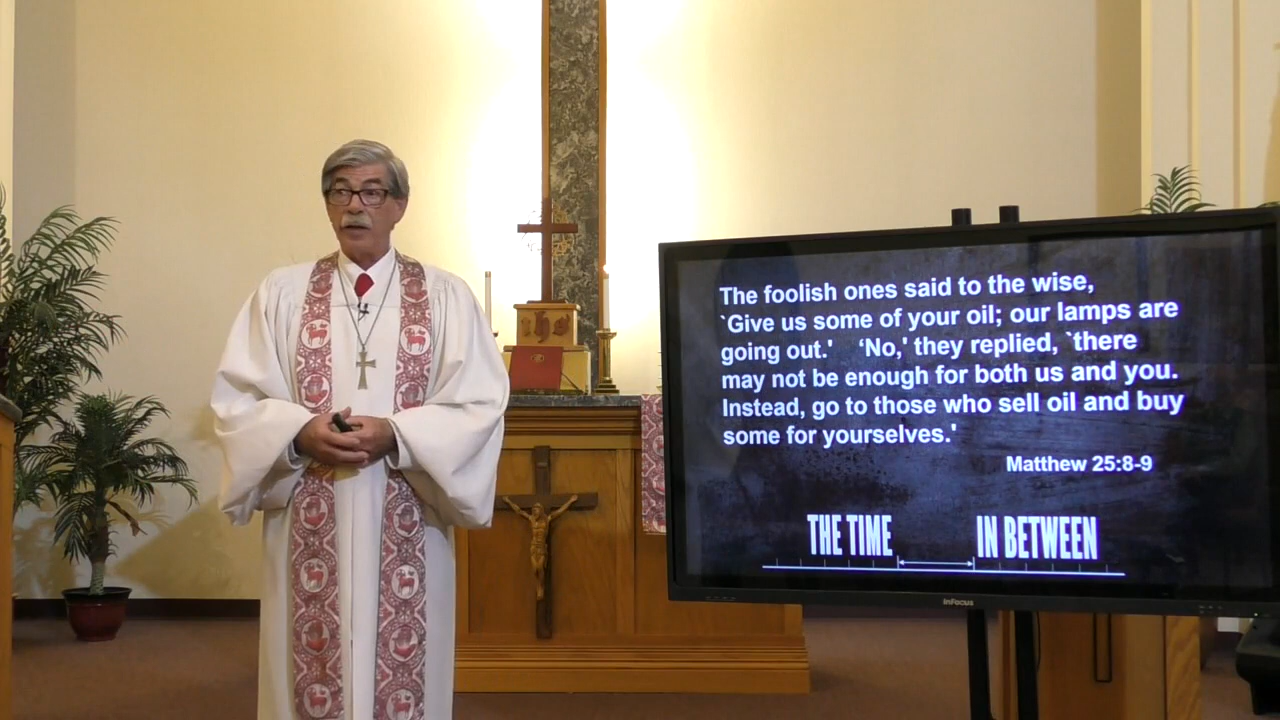 The foolish ones said to the wise,
`Give us some of your oil; our lamps are
going out.' ‘No,' they replied, `there
may not be enough for both us and you.
Instead, go to those who sell oil and buy
some for yourselves.'
Matthew 25:8-9
THE TIME IN BETWEEN
InFocus
ihs